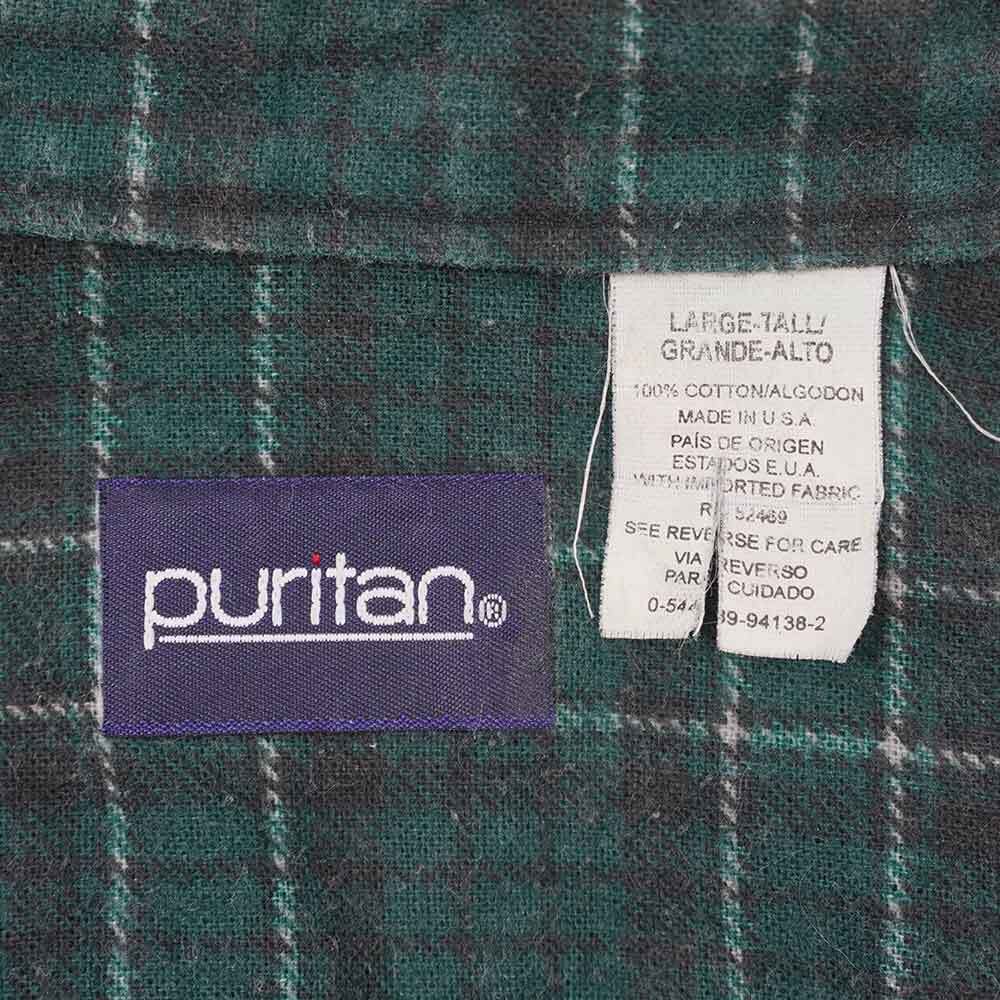 puritan®
LARGE-TALL/
GRANDE-ALTO
100% COTTON/ALGODON
MADE IN U.S.A.
PAÍS DE ORIGEN
ESTADOS E.U.A.
WITH IMPORTED FABRIC
52469
SEE REVERSE FOR CARE
VIA REVERSO
PARA CUIDADO
94138-2